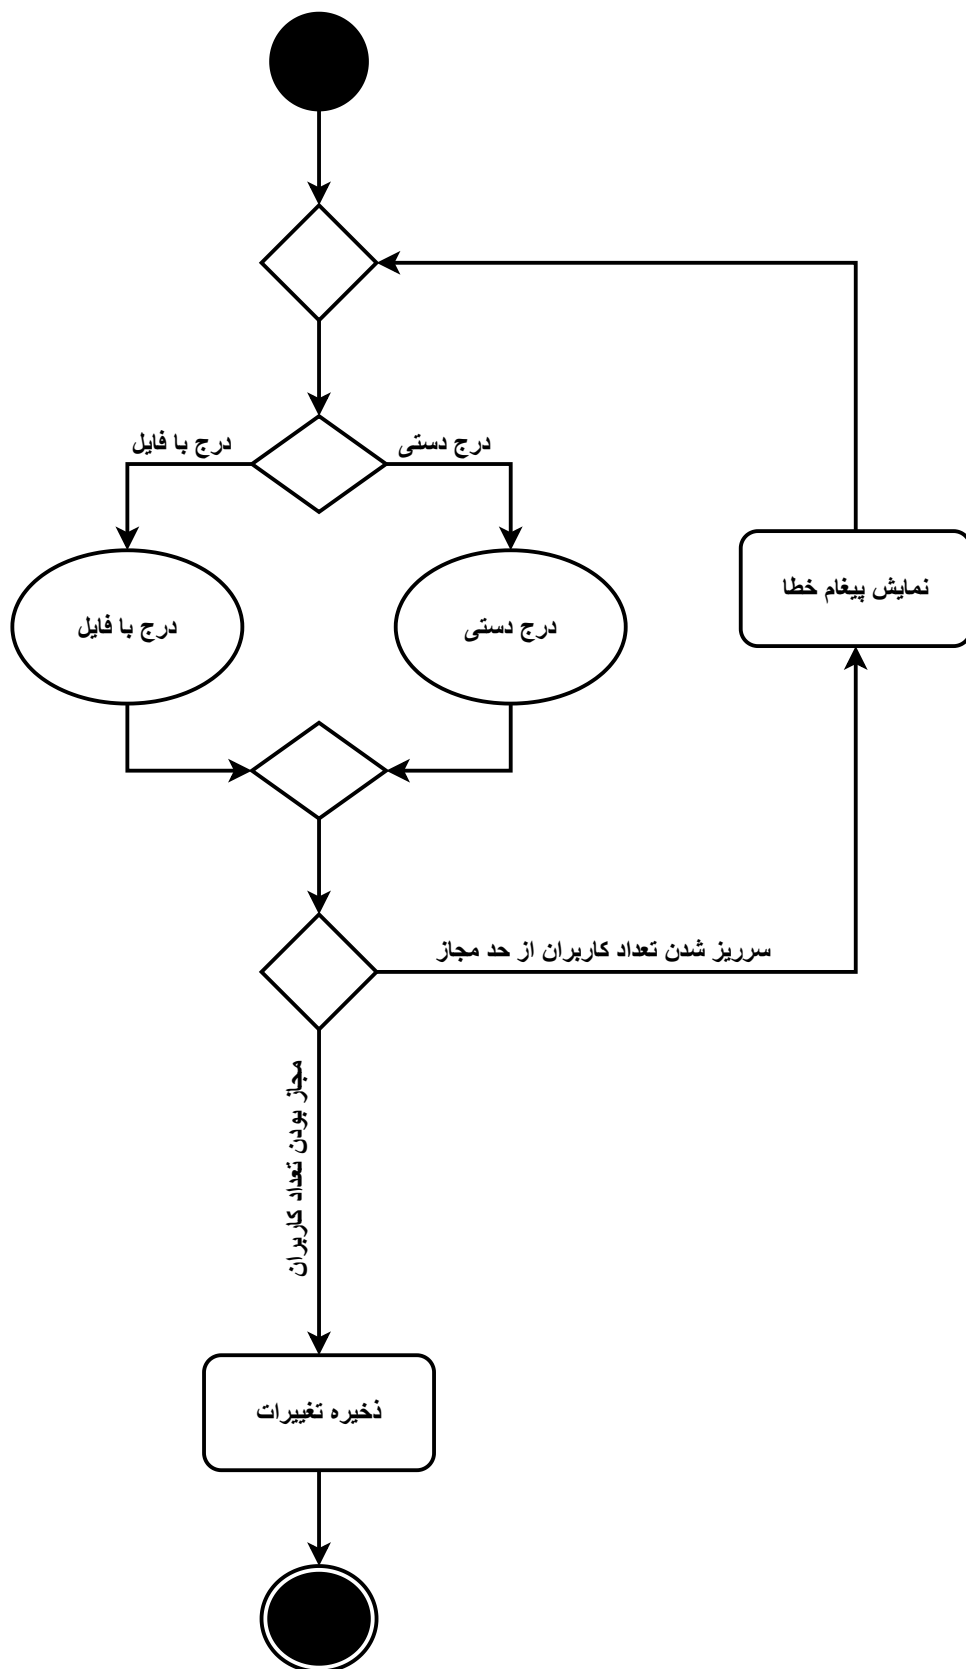 درج با فایل
درج دستی
درج با فایل
درج دستی
نمایش پیغام خطا
سرریز شدن تعداد کاربران از حد مجاز
مجاز بودن تعداد کاربران
ذخیره تغییرات